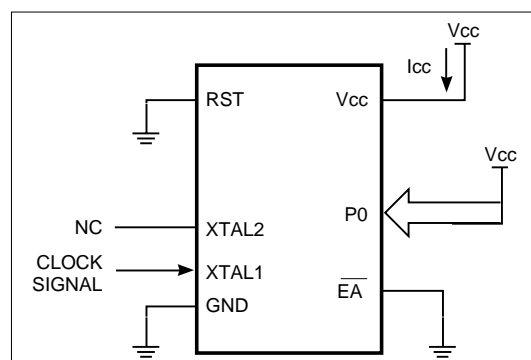 Vcc
Icc
RST
Vcc
Vcc
P0
NC
XTAL2
CLOCK
SIGNAL
XTAL1
EA
GND